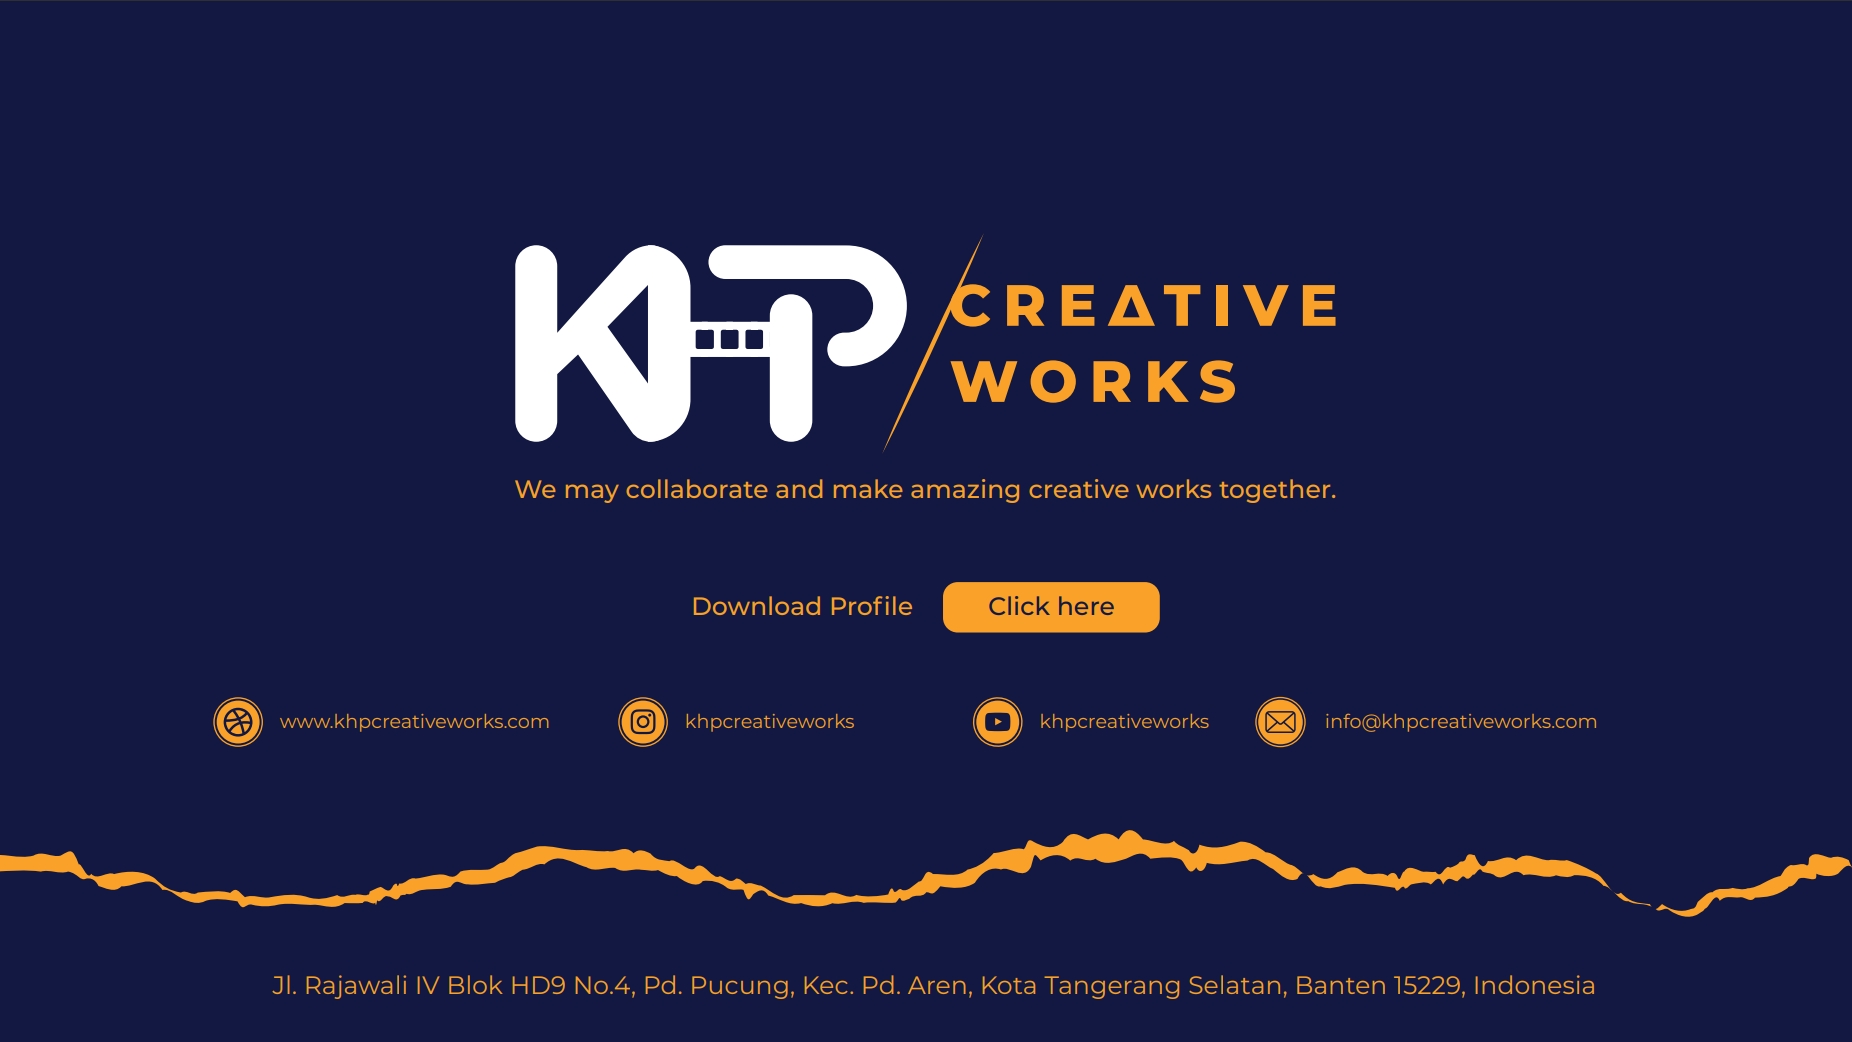 KHP
CREATIVE
WORKS
We may collaborate and make amazing creative works together.
Download Profile Click here
www.khpcreativeworks.com khpcreativeworks khpcreativeworks info@khpcreativeworks.com
Jl. Rajawali IV Blok HD9 No.4, Pd. Pucung, Kec. Pd. Aren, Kota Tangerang Selatan, Banten 15229, Indonesia